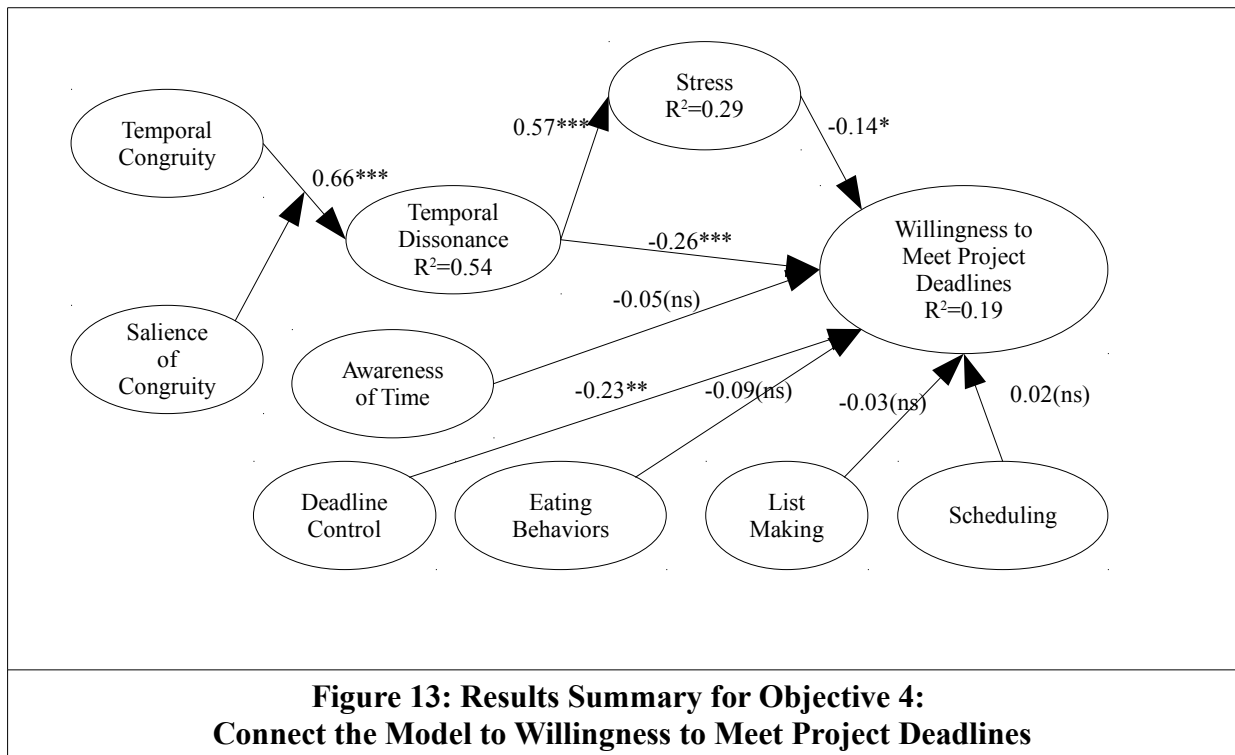 Stress
R²=0.29
Temporal
Congruity
0.57***
-0.14*
0.66***
Temporal
Dissonance
R²=0.54
-0.26***
Willingness to
Meet Project
Deadlines
R²=0.19
-0.05(ns)
Salience
of
Congruity
Awareness
of Time
-0.23**
-0.09(ns)
-0.03(ns)
0.02(ns)
Deadline
Control
Eating
Behaviors
List
Making
Scheduling
Figure 13: Results Summary for Objective 4:
Connect the Model to Willingness to Meet Project Deadlines